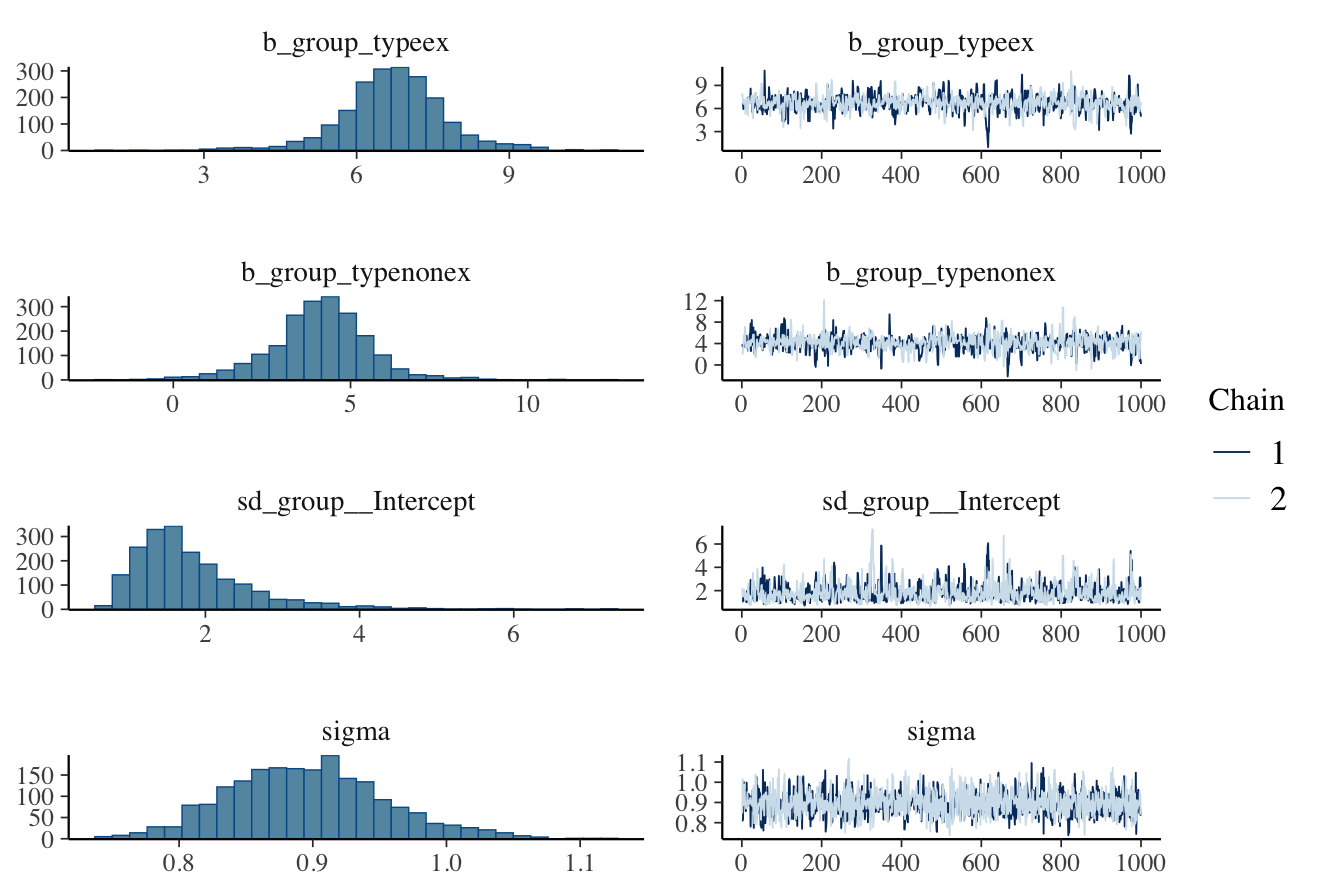 b_group_typeex
300
200
100
0
3 6 9
b_group_typeex
9
6
3
0 200 400 600 800 1000
b_group_typenonex
300
200
100
0
0 5 10
b_group_typenonex
12
8
4
0
0 200 400 600 800 1000
sd_group__Intercept
300
200
100
0
2 4 6
sd_group__Intercept
6
4
2
0 200 400 600 800 1000
sigma
150
100
50
0
0.8 0.9 1.0 1.1
sigma
1.1
1.0
0.9
0.8
0 200 400 600 800 1000
Chain
1
2